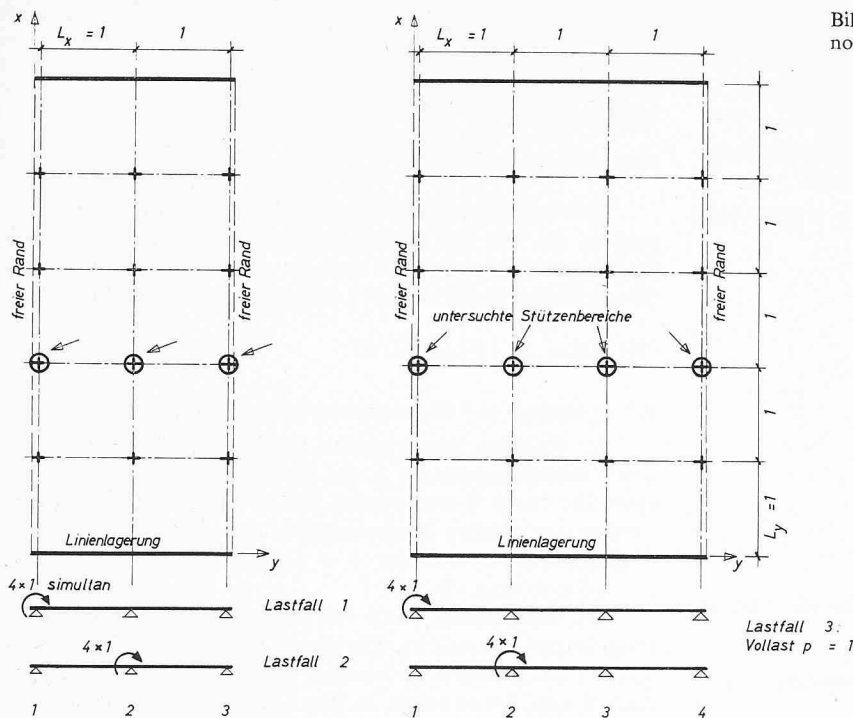 x
L_x = 1
1
freier Rand
freier Rand
Linienlagerung
y
4×1 simultan
Lastfall 1
4×1
Lastfall 2
1
2
3
x
L_x = 1
1
1
freier Rand
freier Rand
untersuchte Stützenbereiche
1
1
1
1
L_y = 1
Linienlagerung
y
4×1
4×1
1
2
3
4
Lastfall 3:
Vollast p = 1
Bil
no